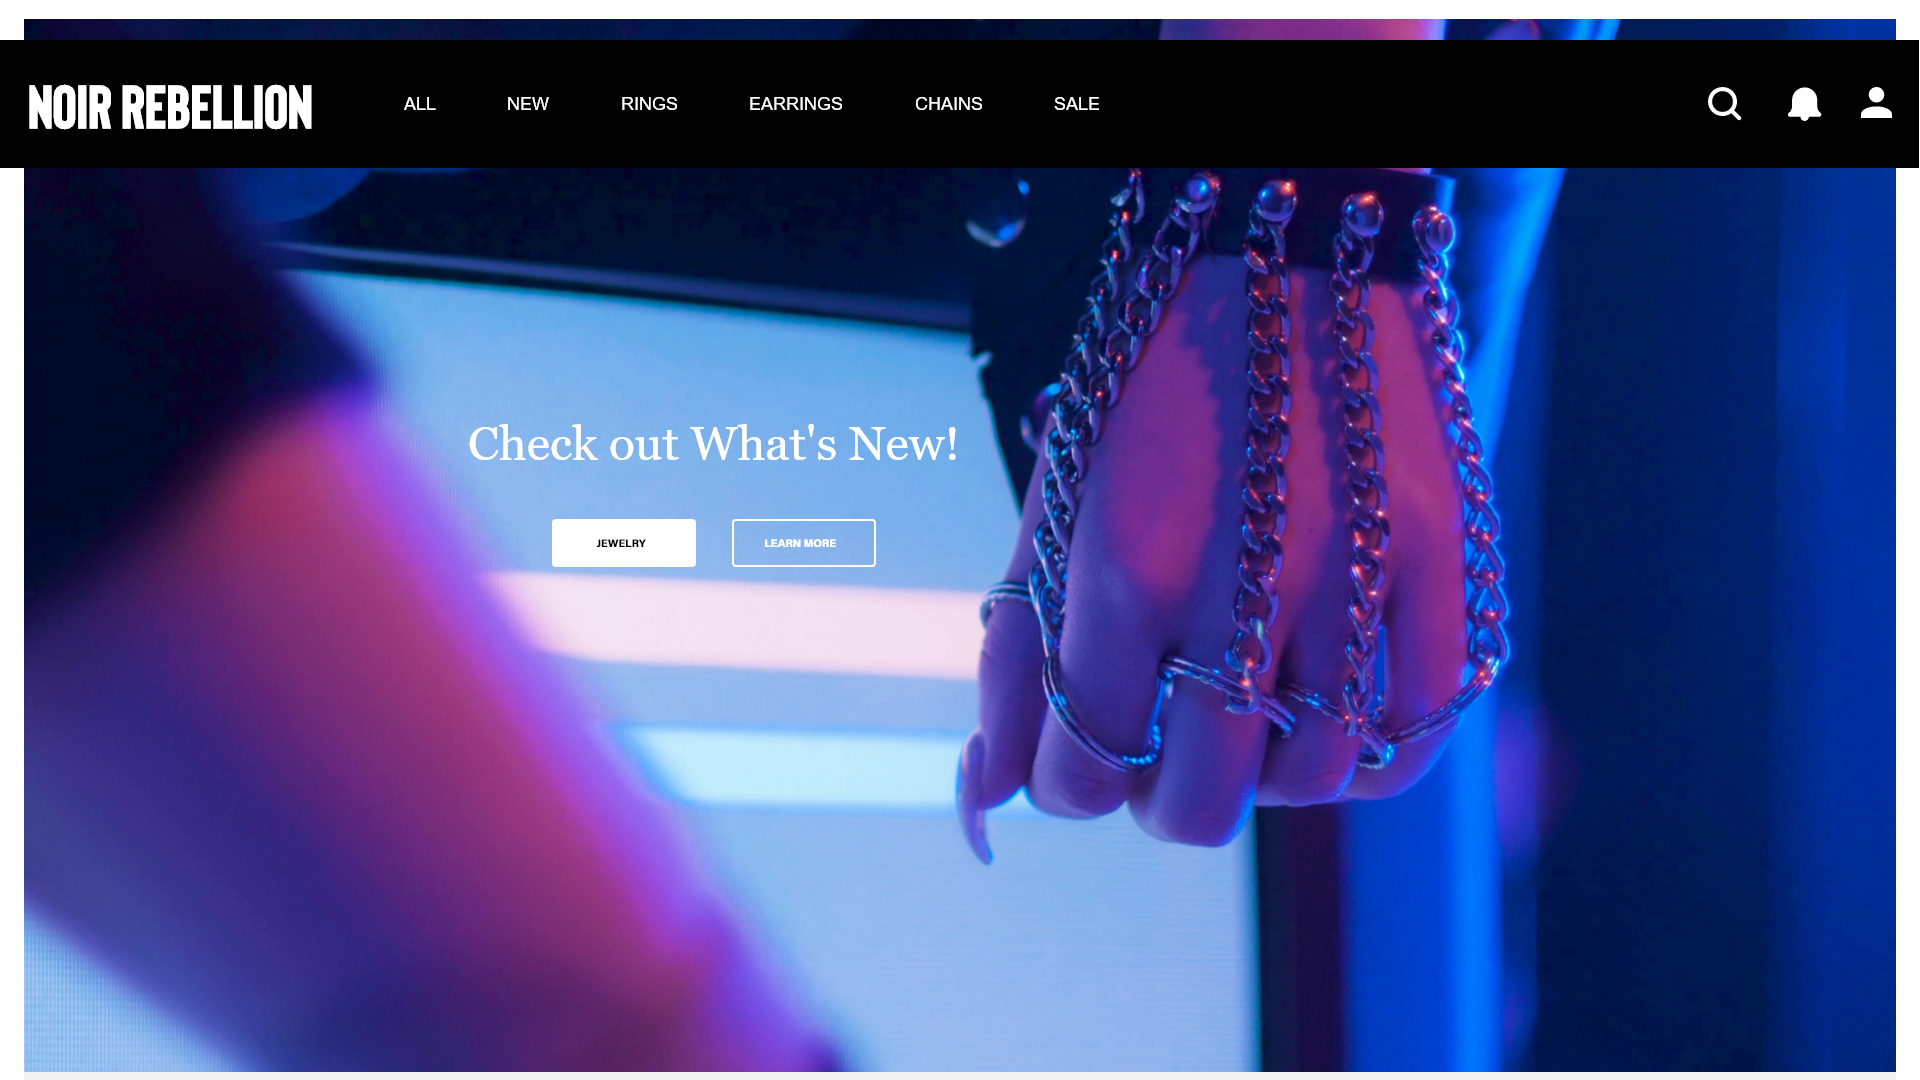 NOIR REBELLION
ALL NEW RINGS EARRINGS CHAINS SALE
Check out What's New!
JEWELRY LEARN MORE